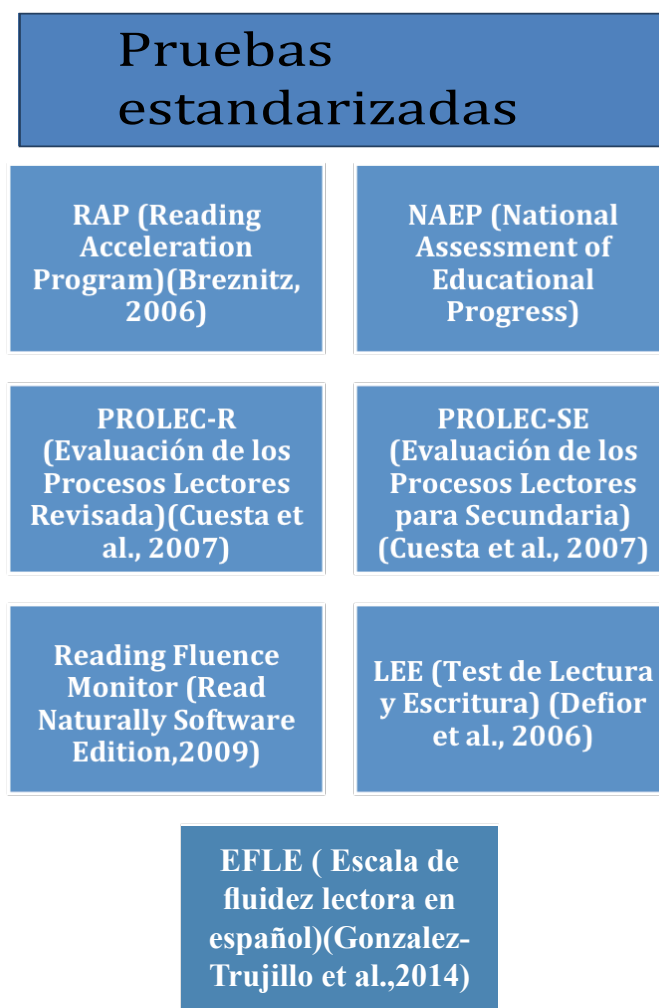 Pruebas
estandarizadas
RAP (Reading
Acceleration
Program)(Breznitz,
2006)
NAEP (National
Assessment of
Educational
Progress)
PROLEC-R
(Evaluación de los
Procesos Lectores
Revisada)(Cuesta et
al., 2007)
PROLEC-SE
(Evaluación de los
Procesos Lectores
para Secundaria)
(Cuesta et al., 2007)
Reading Fluence
Monitor (Read
Naturally Software
Edition,2009)
LEE (Test de Lectura
y Escritura) (Defior
et al., 2006)
EFLE ( Escala de
fluidez lectora en
español)(Gonzalez-
Trujillo et al.,2014)